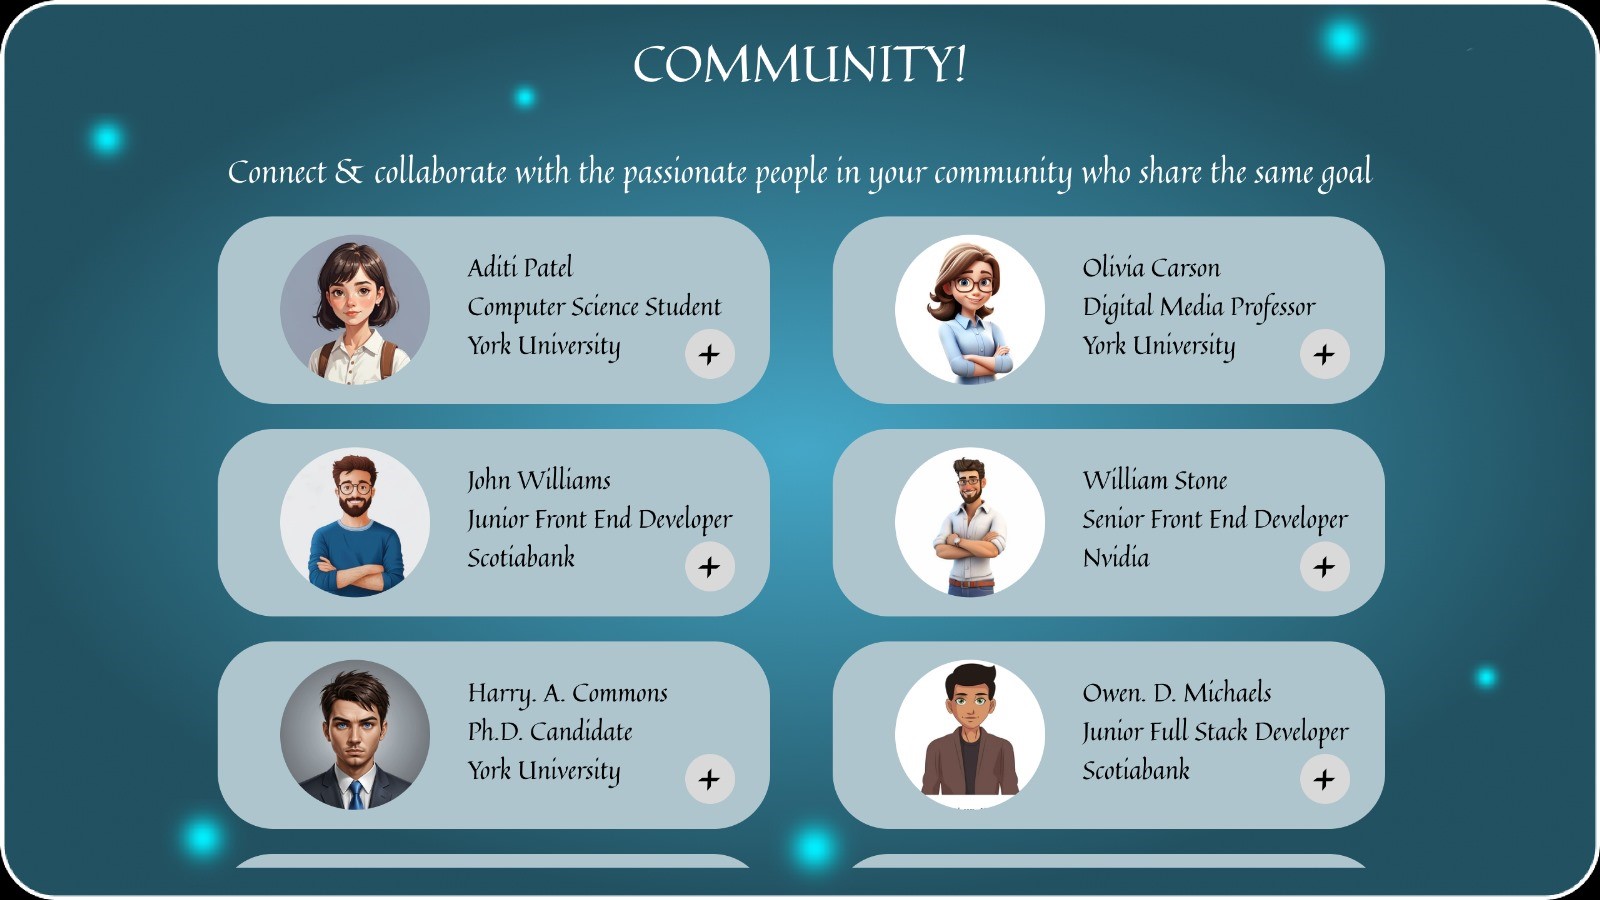 COMMUNITY!
Connect & collaborate with the passionate people in your community who share the same goal
Aditi Patel
Computer Science Student
York University
Olivia Carson
Digital Media Professor
York University
John Williams
Junior Front End Developer
Scotiabank
William Stone
Senior Front End Developer
Nvidia
Harry. A. Commons
Ph.D. Candidate
York University
Owen. D. Michaels
Junior Full Stack Developer
Scotiabank